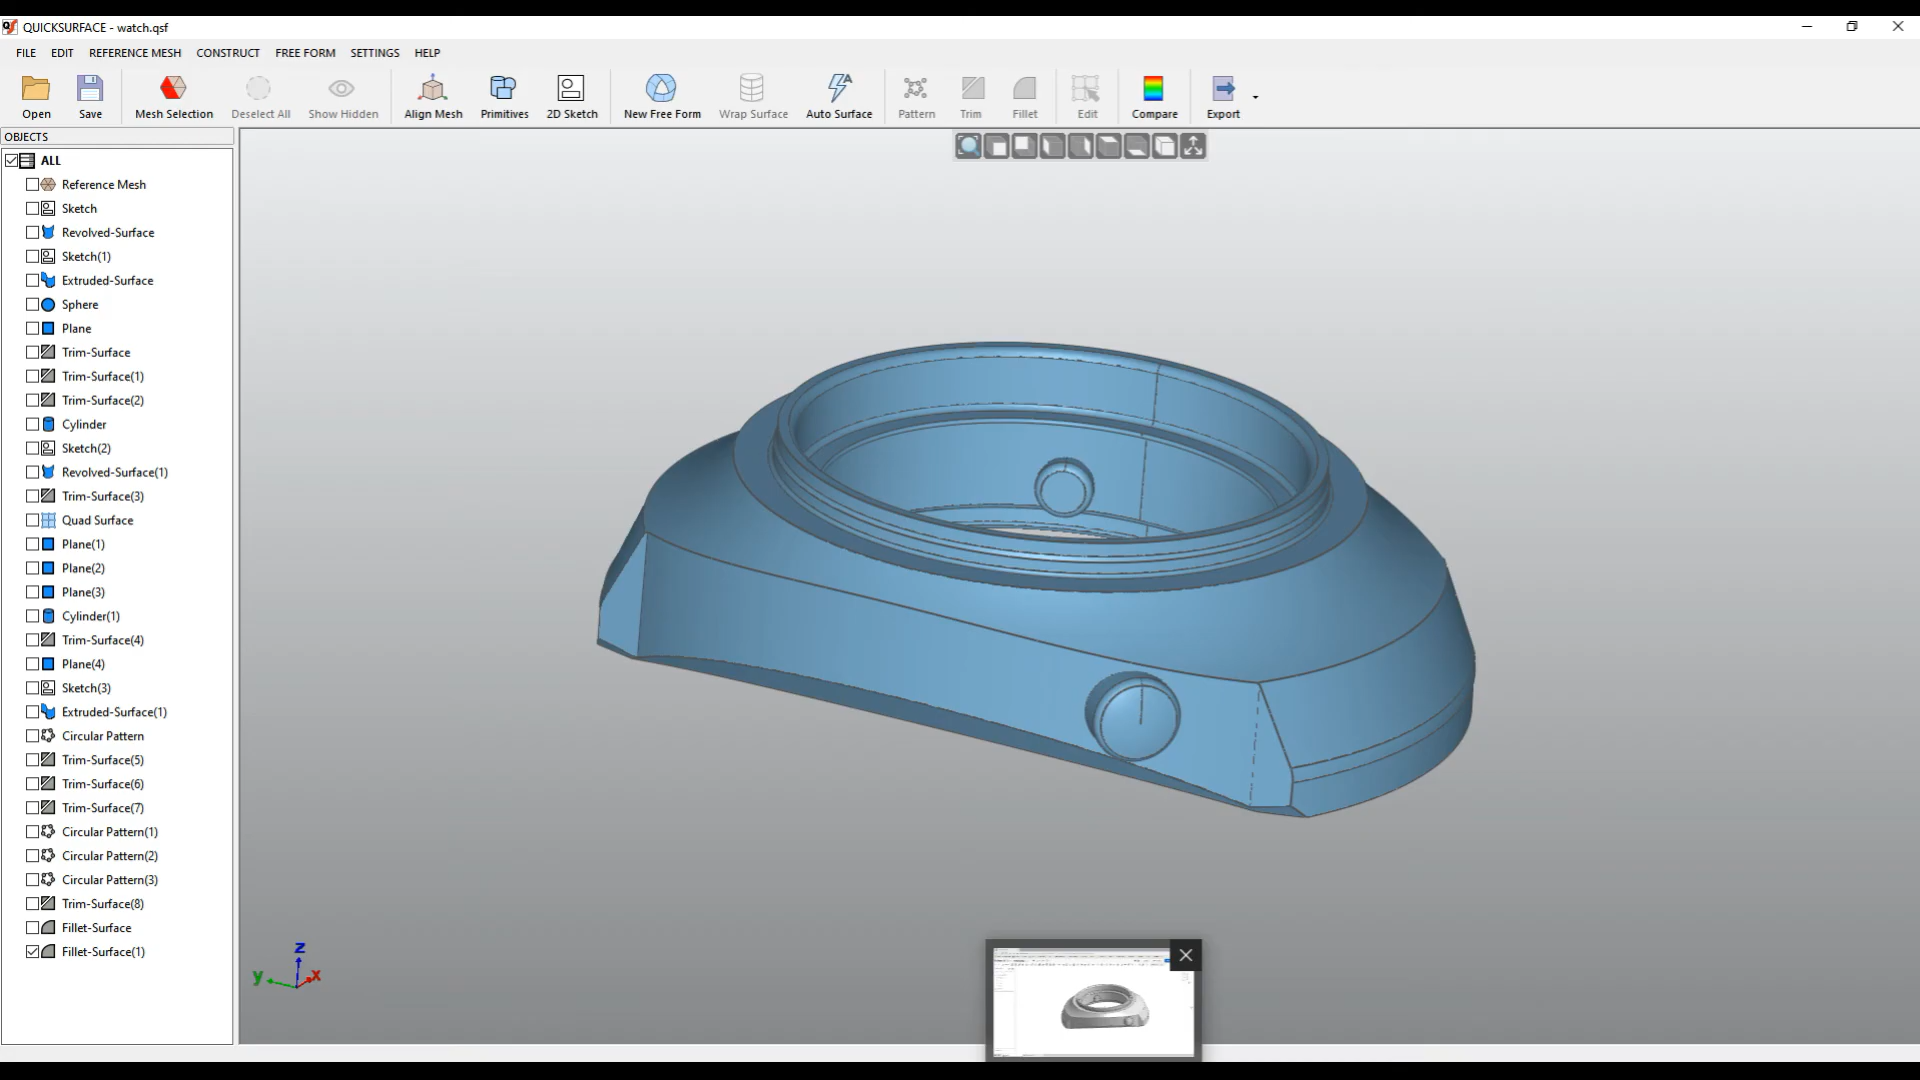 QUICKSURFACE - watch.qsf
FILE EDIT REFERENCE MESH CONSTRUCT FREE FORM SETTINGS HELP
Open Save Mesh Selection Deselect All Show Hidden Align Mesh Primitives 2D Sketch New Free Form Wrap Surface Auto Surface Pattern Trim Fillet Edit Compare Export
OBJECTS
ALL
Reference Mesh
Sketch
Revolved-Surface
Sketch(1)
Extruded-Surface
Sphere
Plane
Trim-Surface
Trim-Surface(1)
Trim-Surface(2)
Cylinder
Sketch(2)
Revolved-Surface(1)
Trim-Surface(3)
Quad Surface
Plane(1)
Plane(2)
Plane(3)
Cylinder(1)
Trim-Surface(4)
Plane(4)
Sketch(3)
Extruded-Surface(1)
Circular Pattern
Trim-Surface(5)
Trim-Surface(6)
Trim-Surface(7)
Circular Pattern(1)
Circular Pattern(2)
Circular Pattern(3)
Trim-Surface(8)
Fillet-Surface
Fillet-Surface(1)
z
y x